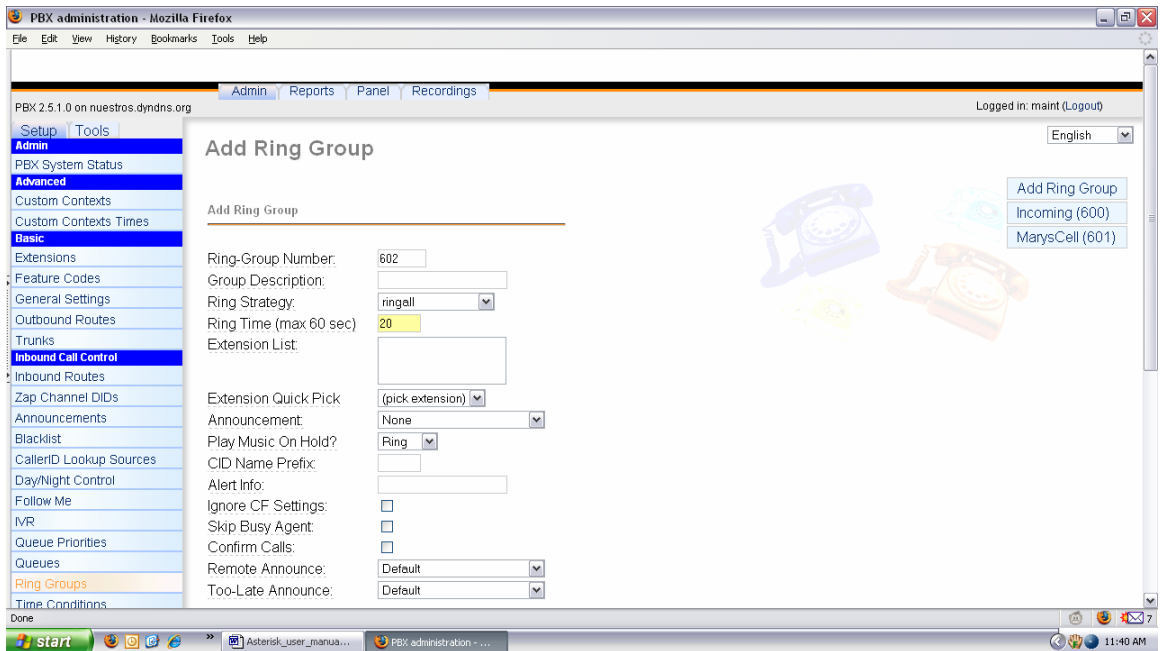 PBX administration - Mozilla Firefox
File Edit View History Bookmarks Tools Help
Admin Reports Panel Recordings
PBX 2.5.1.0 on nuestros.dyndns.org
Logged in: maint (Logout)
Setup Tools
English
Admin
PBX System Status
Advanced
Custom Contexts
Custom Contexts Times
Basic
Extensions
Feature Codes
General Settings
Outbound Routes
Trunks
Inbound Call Control
Inbound Routes
Zap Channel DIDs
Announcements
Blacklist
CallerID Lookup Sources
Day/Night Control
Follow Me
IVR
Queue Priorities
Queues
Ring Groups
Time Conditions
Add Ring Group
Add Ring Group
Ring-Group Number: 602
Group Description:
Ring Strategy: ringall
Ring Time (max 60 sec) 20
Extension List:
Extension Quick Pick (pick extension)
Announcement: None
Play Music On Hold? Ring
CID Name Prefix:
Alert Info:
Ignore CF Settings:
Skip Busy Agent:
Confirm Calls:
Remote Announce: Default
Too-Late Announce: Default
Add Ring Group
Incoming (600)
MarysCell (601)
Done
7
start
»
Asterisk_user_manua...
PBX administration - ...
11:40 AM